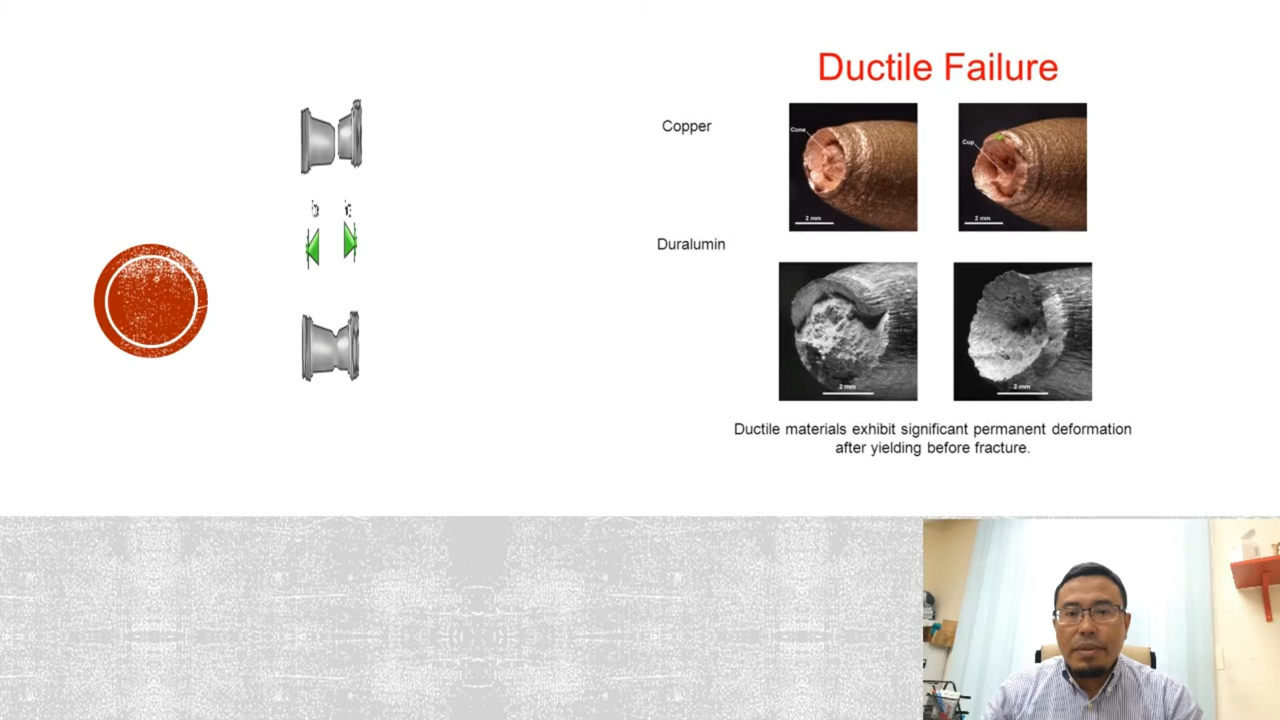 Ductile Failure
Copper
Cone
2 mm
Cup
2 mm
Duralumin
2 mm
2 mm
Ductile materials exhibit significant permanent deformation
after yielding before fracture.